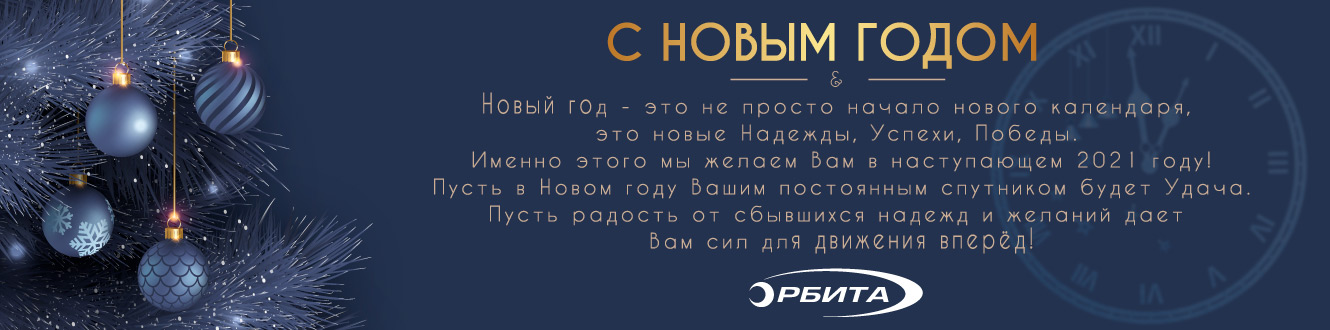 С НОВЫМ ГОДОМ
&
Новый год - это не просто начало нового календаря,
это новые Надежды, Успехи, Победы.
Именно этого мы желаем Вам в наступающем 2021 году!
Пусть в Новом году Вашим постоянным спутником будет Удача.
Пусть радость от сбывшихся надежд и желаний дает
Вам сил для движения вперёд!
ОРБИТА